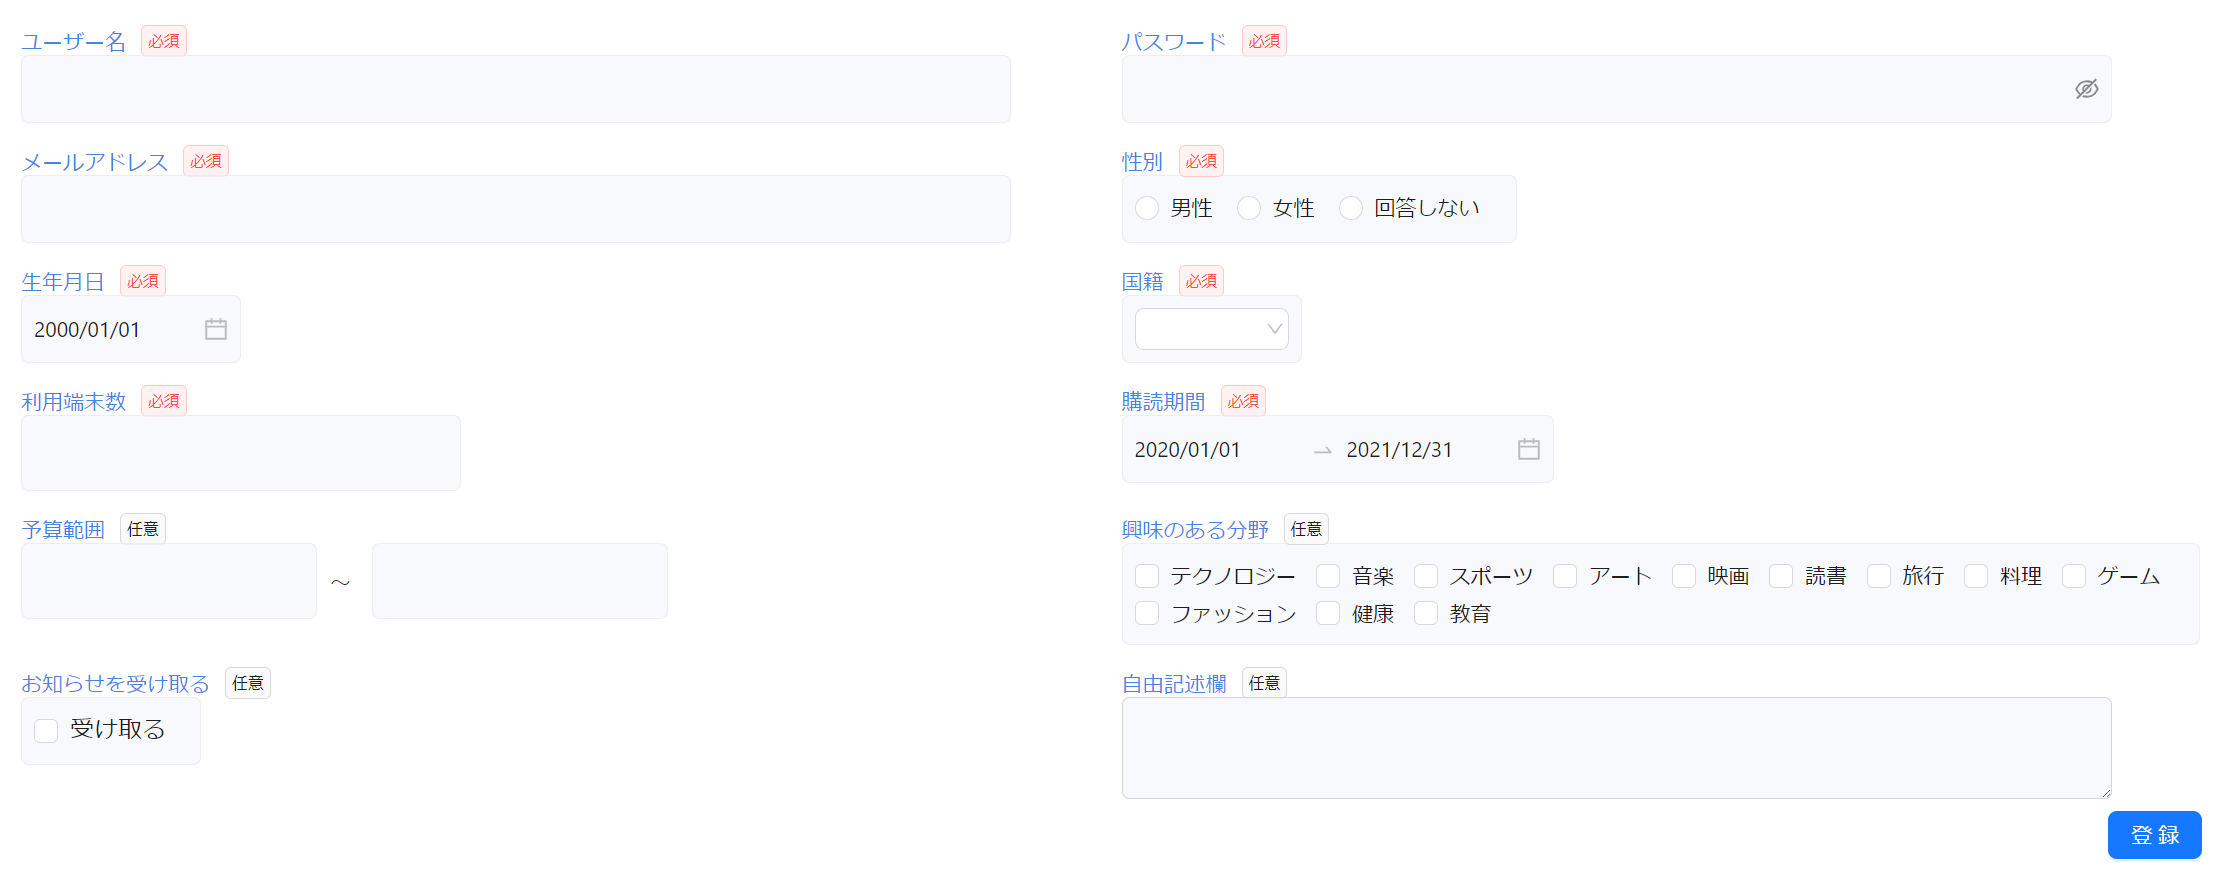 ユーザー名 必須
パスワード 必須
メールアドレス 必須
性別 必須
男性 女性 回答しない
生年月日 必須
2000/01/01
国籍 必須
利用端末数 必須
購読期間 必須
2020/01/01 → 2021/12/31
予算範囲 任意
～
興味のある分野 任意
テクノロジー 音楽 スポーツ アート 映画 読書 旅行 料理 ゲーム
ファッション 健康 教育
お知らせを受け取る 任意
受け取る
自由記述欄 任意
登録